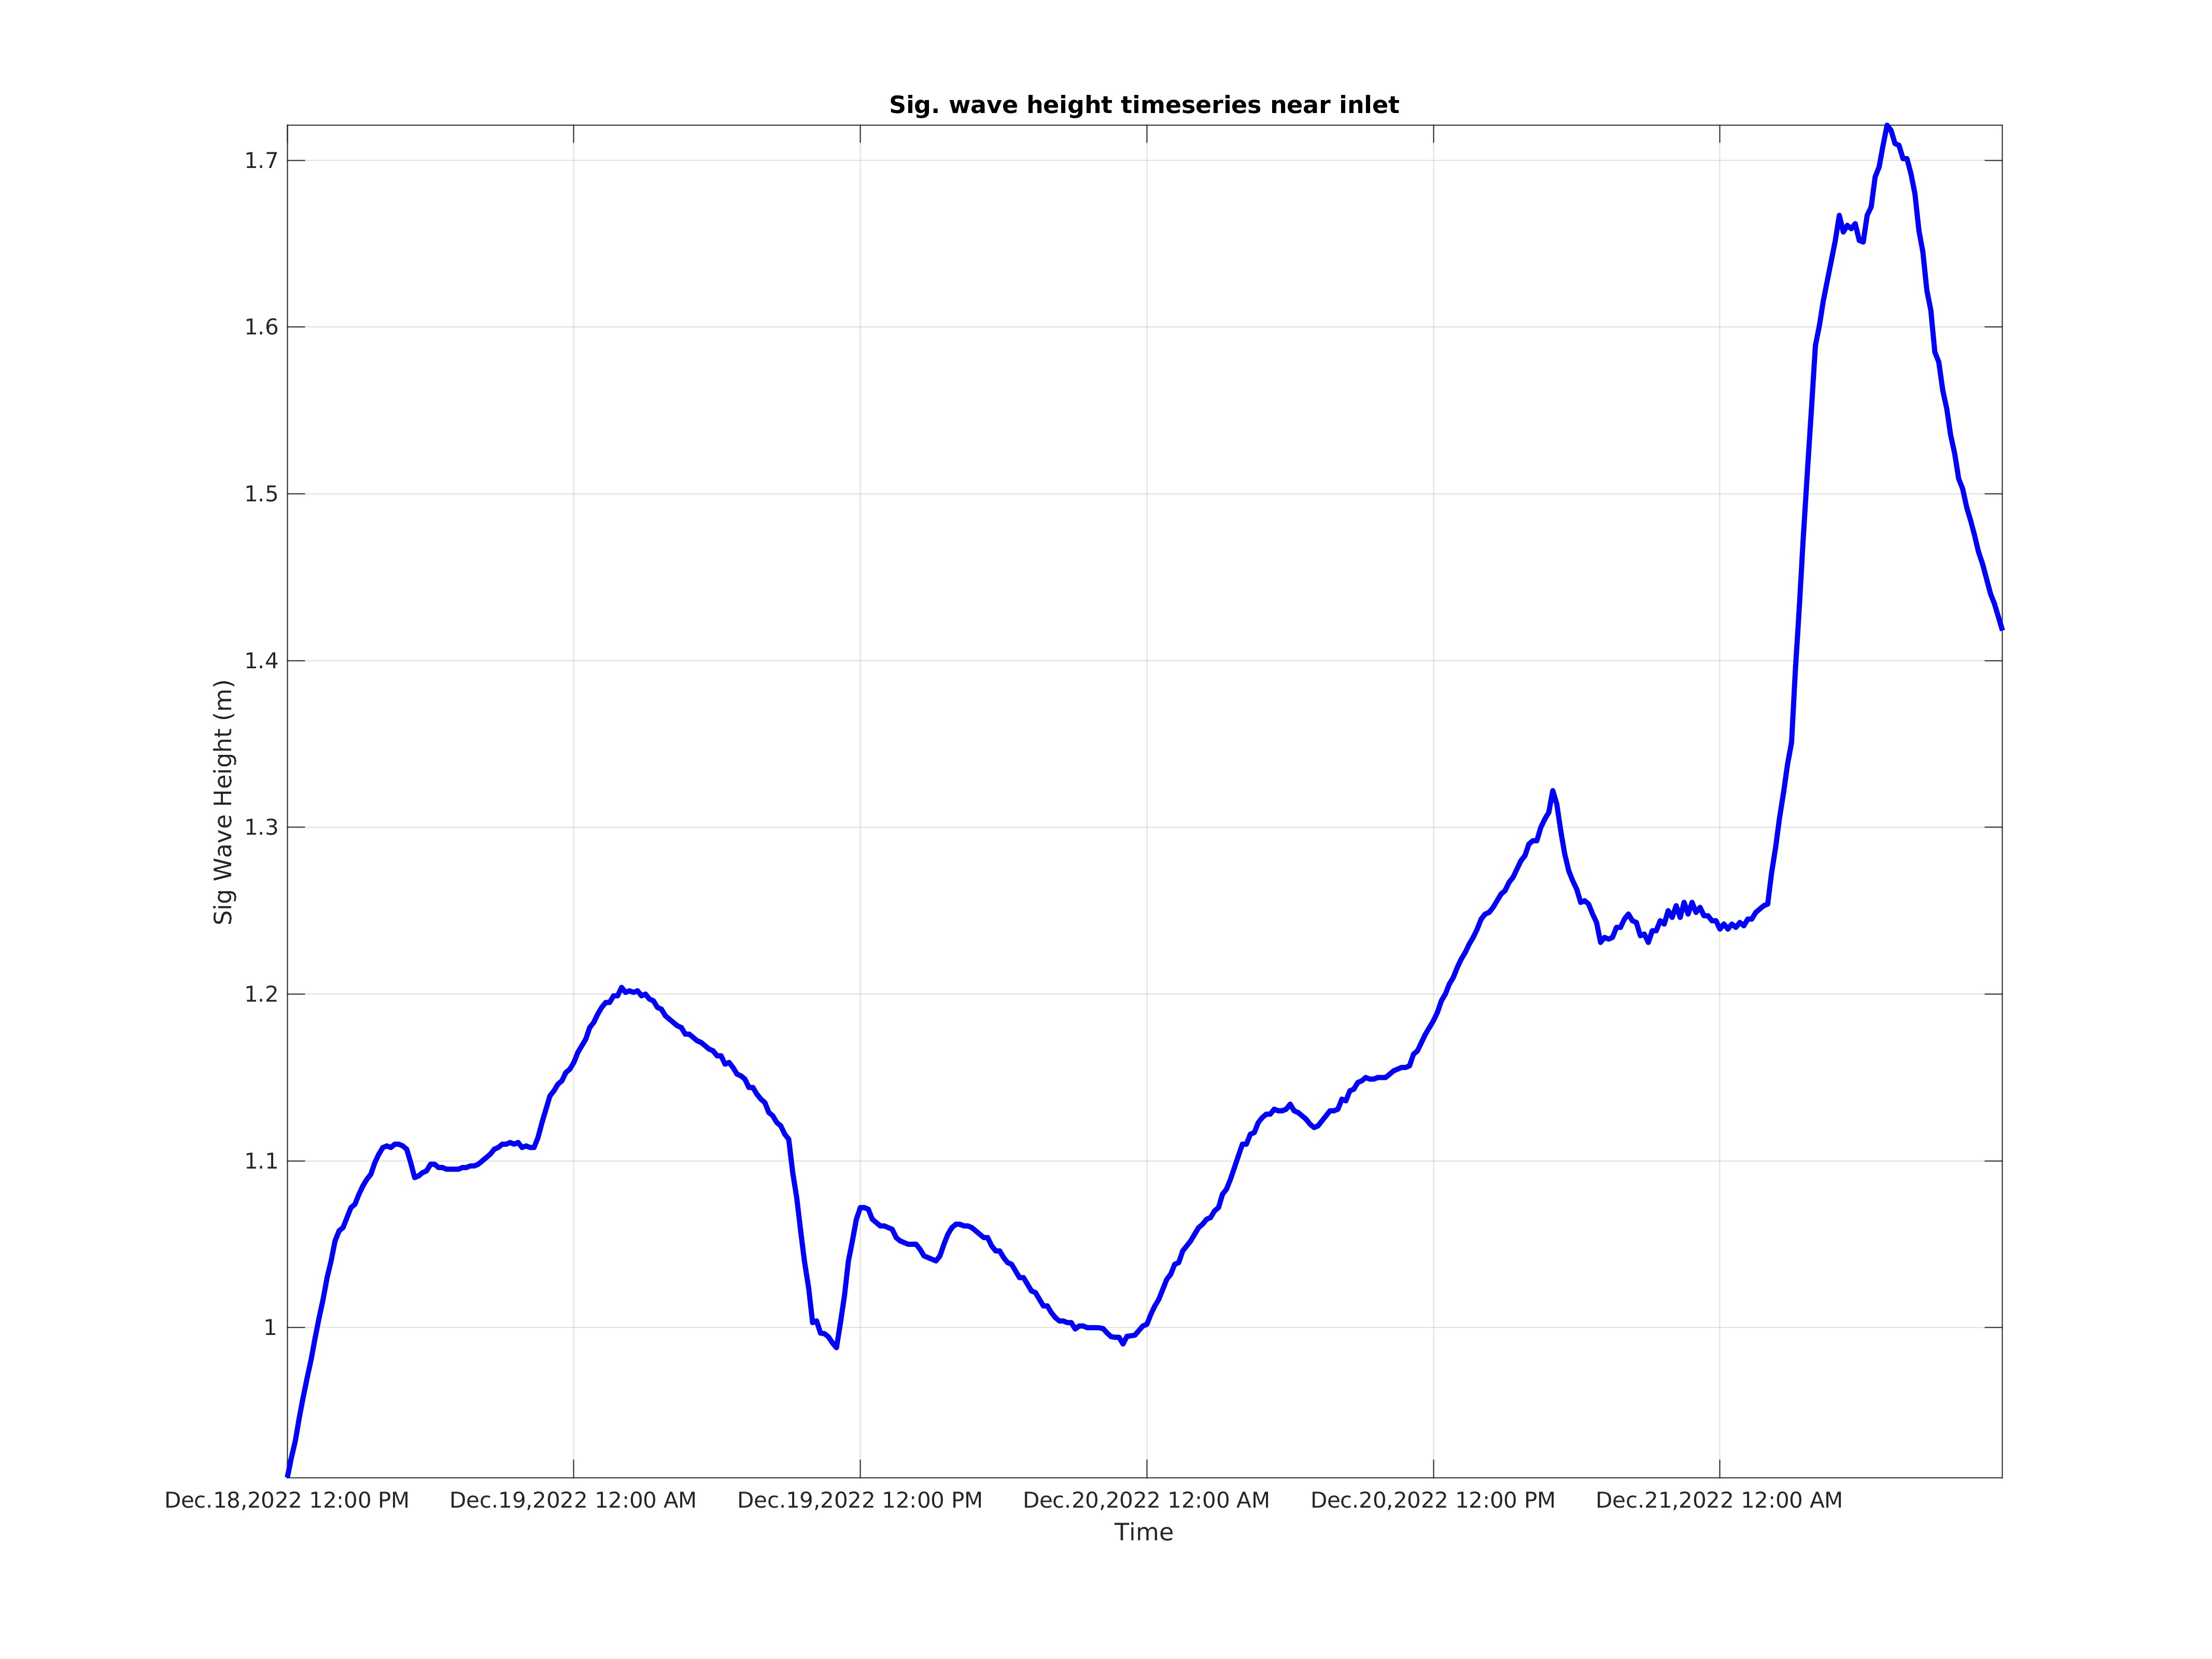 Sig. wave height timeseries near inlet
1.7
1.6
1.5
1.4
1.3
1.2
1.1
1
Sig Wave Height (m)
Dec.18,2022 12:00 PM Dec.19,2022 12:00 AM Dec.19,2022 12:00 PM Dec.20,2022 12:00 AM Dec.20,2022 12:00 PM Dec.21,2022 12:00 AM
Time